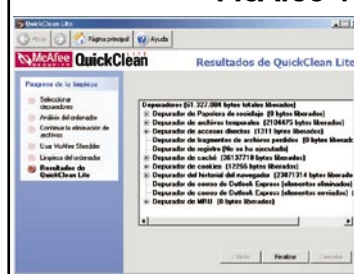 QuickClean Lite
Atrás
Página principal
Ayuda
McAfee QuickClean
Resultados de QuickClean Lite
Progreso de la limpieza
Seleccionar depuradores
Análisis del ordenador
Confirmar la eliminación de archivos
Usar McAfee Shredder
Limpieza del ordenador
Resultados de QuickClean Lite
Depuradores (61.327.004 bytes totales liberados)
Depurador de Papelera de reciclaje (0 bytes liberados)
Depurador de archivos temporales (2104475 bytes liberados)
Depurador de accesos directos (1311 bytes liberados)
Depurador de fragmentos de archivos perdidos (0 bytes liberad
Depurador de registro (No se ha ejecutado)
Depurador de caché (36137710 bytes liberados)
Depurador de cookies (12266 bytes liberados)
Depurador del historial del navegador (23071314 bytes liberado
Depurador de correo de Outlook Express (elementos eliminados)
Depurador de correo de Outlook Express (elementos enviados) (
Depurador de MRU (0 bytes liberados)
Finalizar
Cancelar